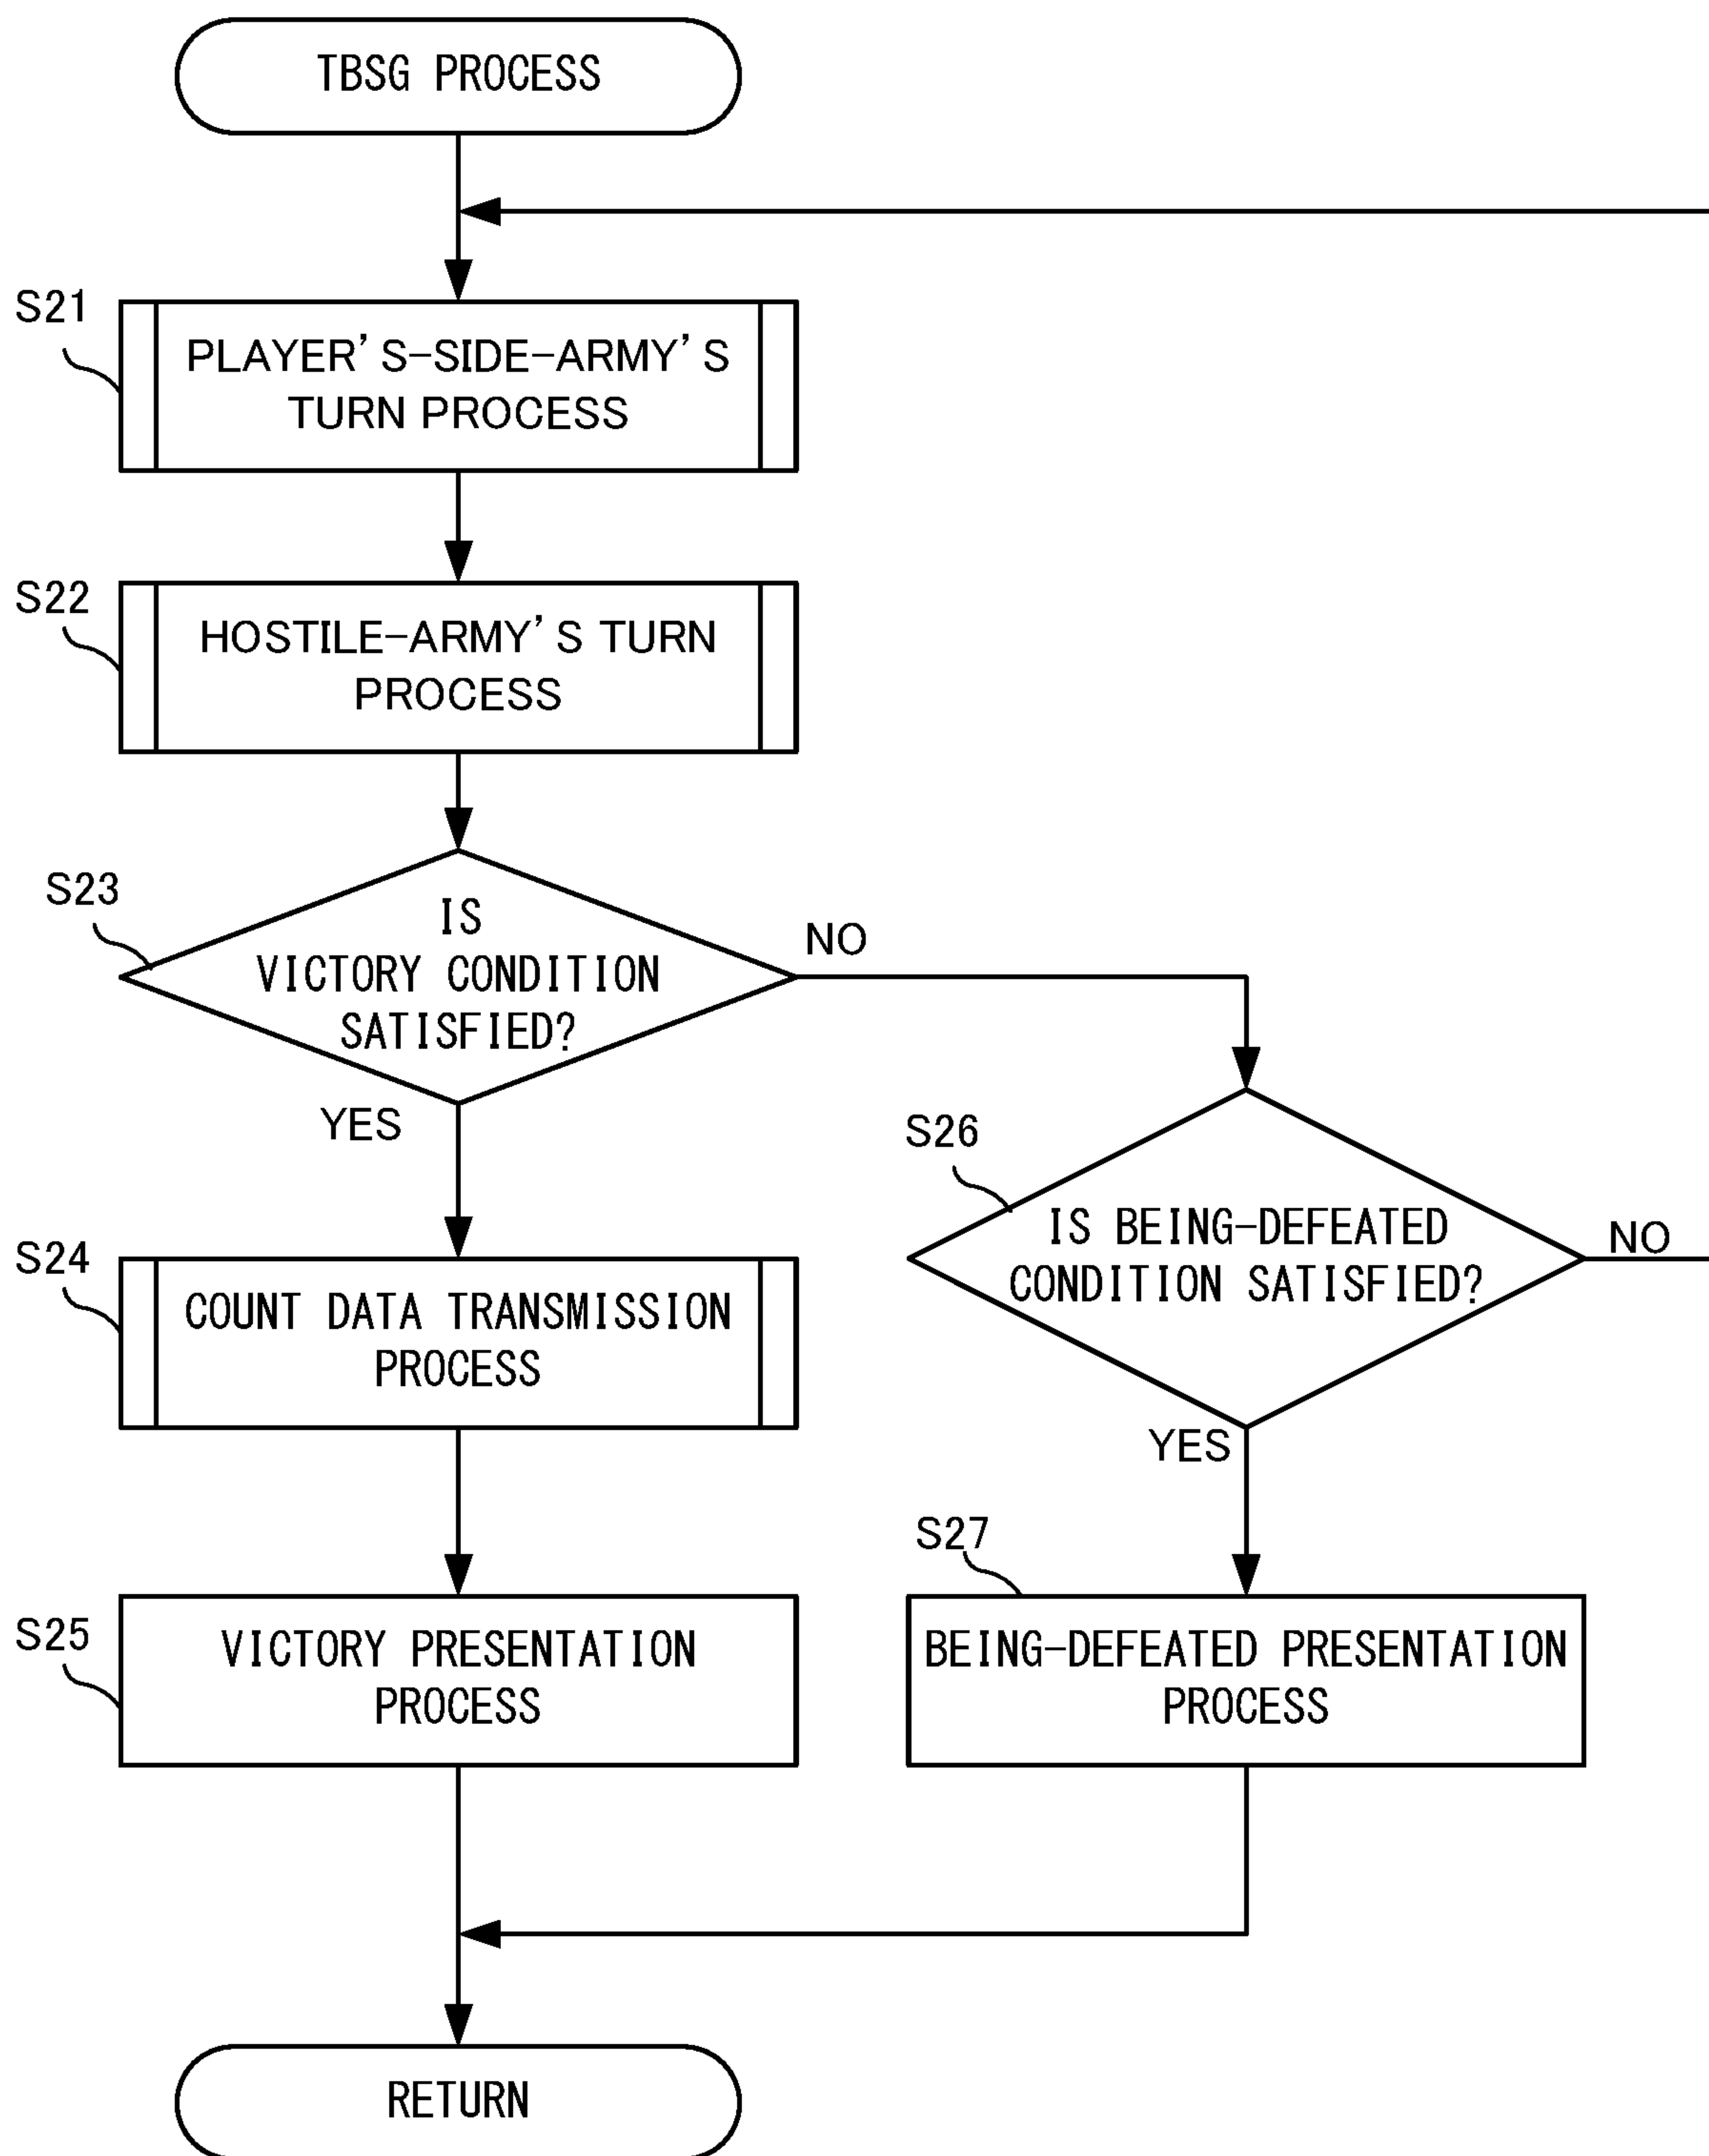 TBSG PROCESS
S21
PLAYER'S-SIDE-ARMY'S
TURN PROCESS
S22
HOSTILE-ARMY'S TURN
PROCESS
S23
IS
VICTORY CONDITION
SATISFIED?
NO
YES
S24
COUNT DATA TRANSMISSION
PROCESS
S25
VICTORY PRESENTATION
PROCESS
S26
IS BEING-DEFEATED
CONDITION SATISFIED?
NO
YES
S27
BEING-DEFEATED PRESENTATION
PROCESS
RETURN